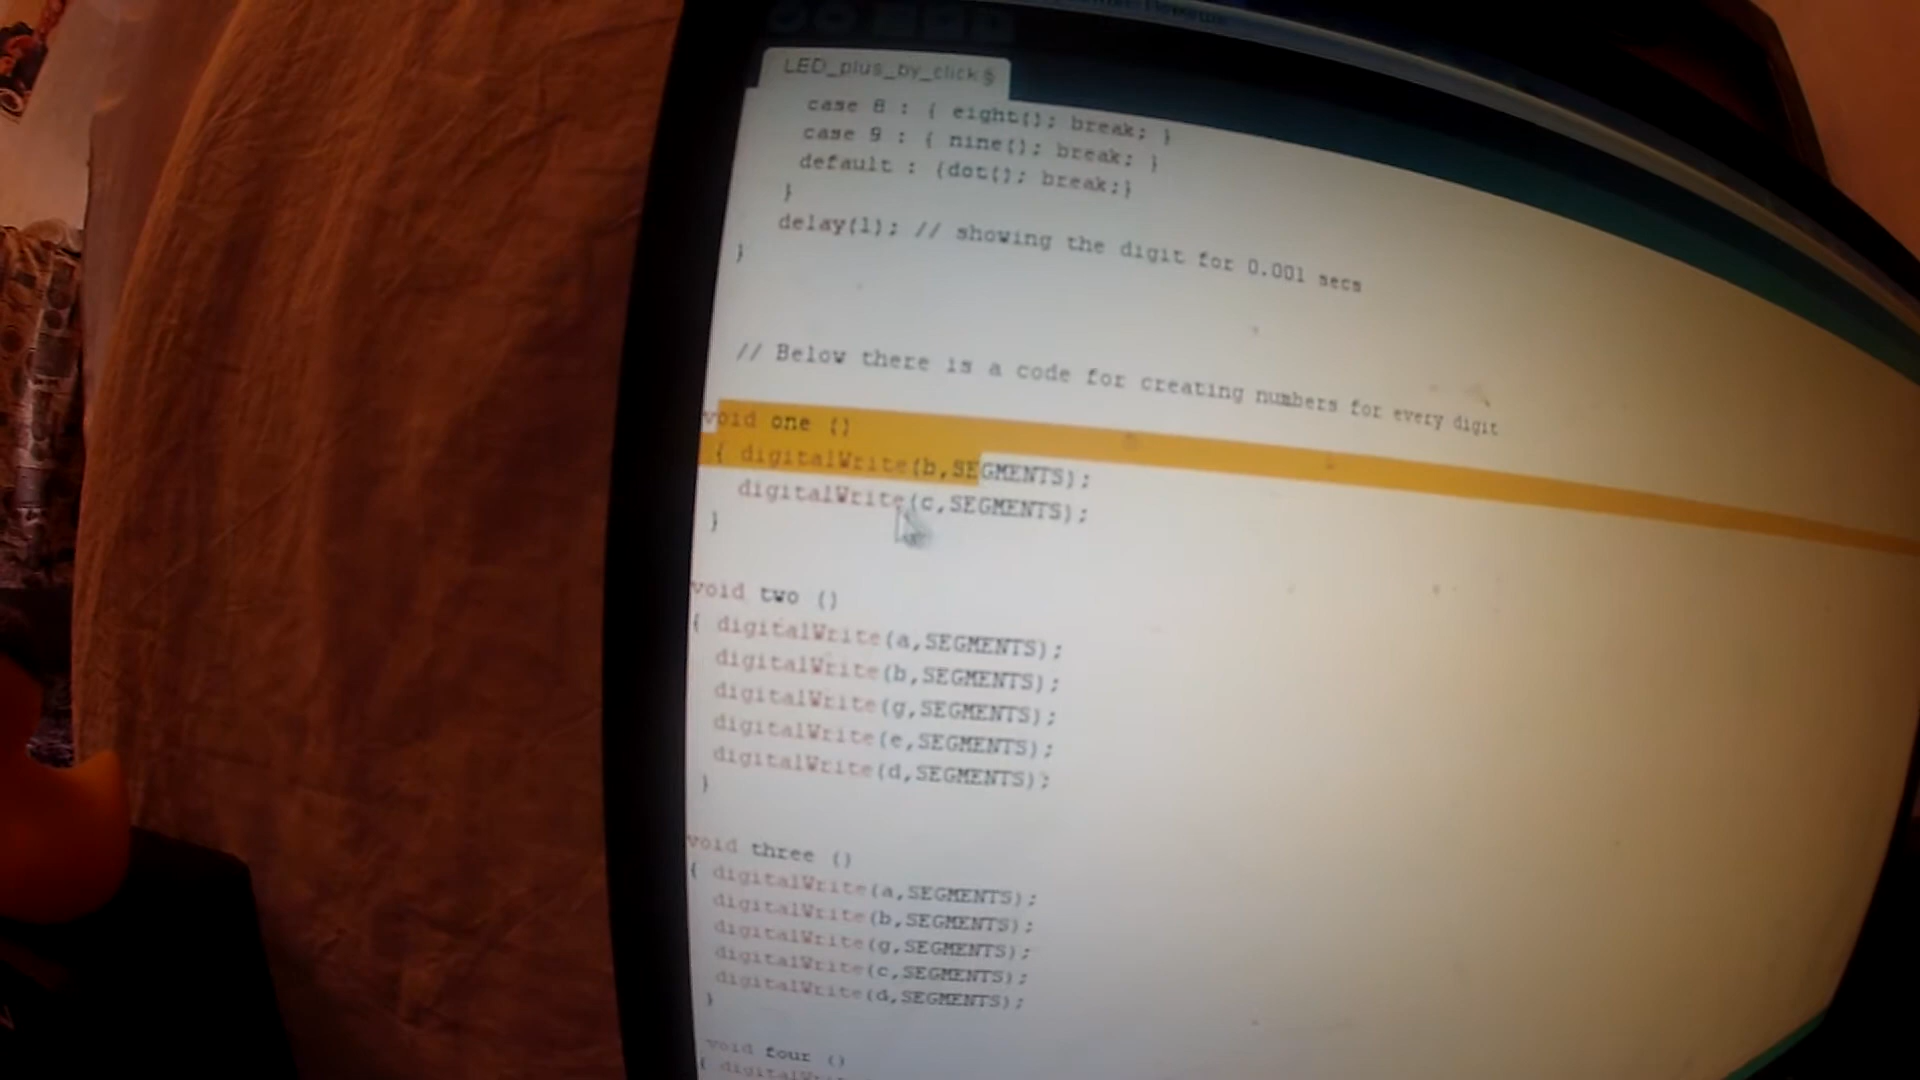 LED_plus_by_click §
case 8 : { eight(); break; }
case 9 : { nine(); break; }
default : {dot(); break;}
}
delay(1); // showing the digit for 0.001 secs
}
// Below there is a code for creating numbers for every digit
void one ()
{ digitalWrite(b,SEGMENTS);
digitalWrite(c,SEGMENTS);
}
void two ()
{ digitalWrite(a,SEGMENTS);
digitalWrite(b,SEGMENTS);
digitalWrite(g,SEGMENTS);
digitalWrite(e,SEGMENTS);
digitalWrite(d,SEGMENTS);
}
void three ()
{ digitalWrite(a,SEGMENTS);
digitalWrite(b,SEGMENTS);
digitalWrite(g,SEGMENTS);
digitalWrite(c,SEGMENTS);
digitalWrite(d,SEGMENTS);
}
void four ()